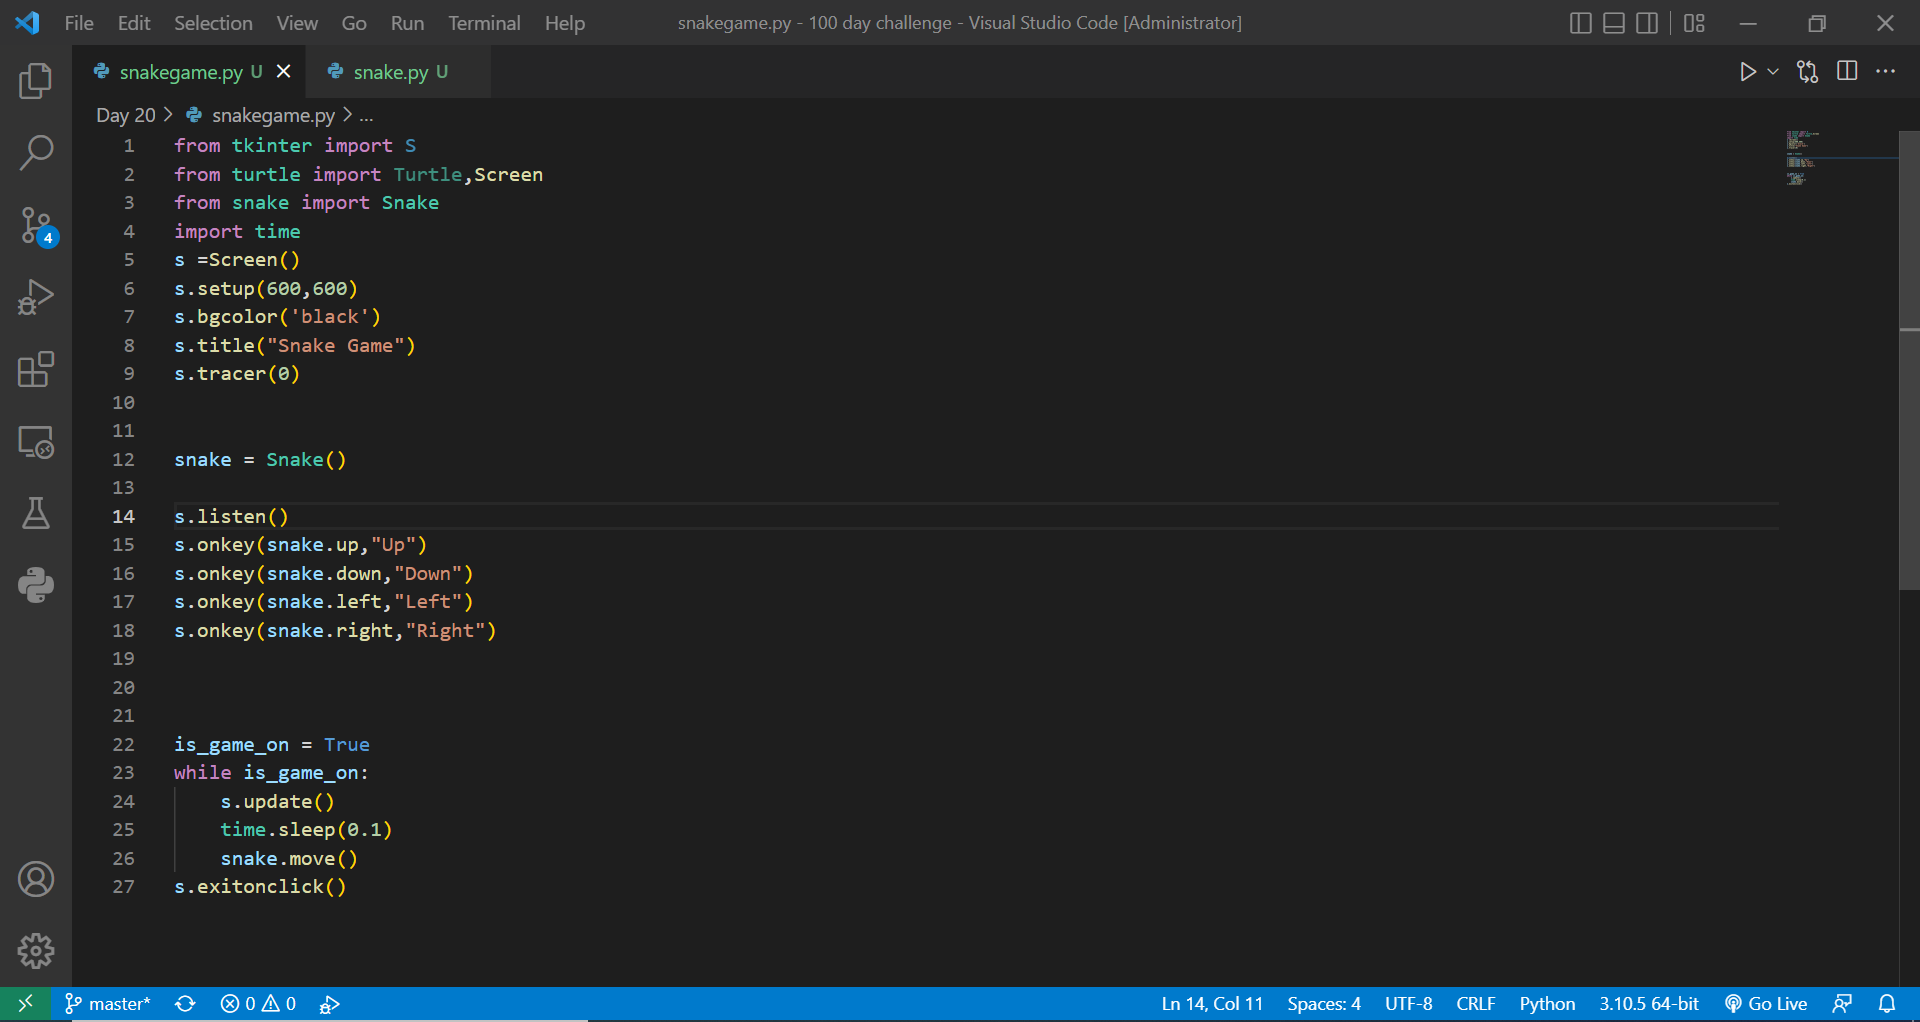 File Edit Selection View Go Run Terminal Help snakegame.py - 100 day challenge - Visual Studio Code [Administrator]
snakegame.py U snake.py U
Day 20 > snakegame.py > ...
1 from tkinter import S
2 from turtle import Turtle,Screen
3 from snake import Snake
4 import time
5 s =Screen()
6 s.setup(600,600)
7 s.bgcolor('black')
8 s.title("Snake Game")
9 s.tracer(0)
10
11
12 snake = Snake()
13
14 s.listen()
15 s.onkey(snake.up,"Up")
16 s.onkey(snake.down,"Down")
17 s.onkey(snake.left,"Left")
18 s.onkey(snake.right,"Right")
19
20
21
22 is_game_on = True
23 while is_game_on:
24     s.update()
25     time.sleep(0.1)
26     snake.move()
27 s.exitonclick()
4
master* 0 0 Ln 14, Col 11 Spaces: 4 UTF-8 CRLF Python 3.10.5 64-bit Go Live